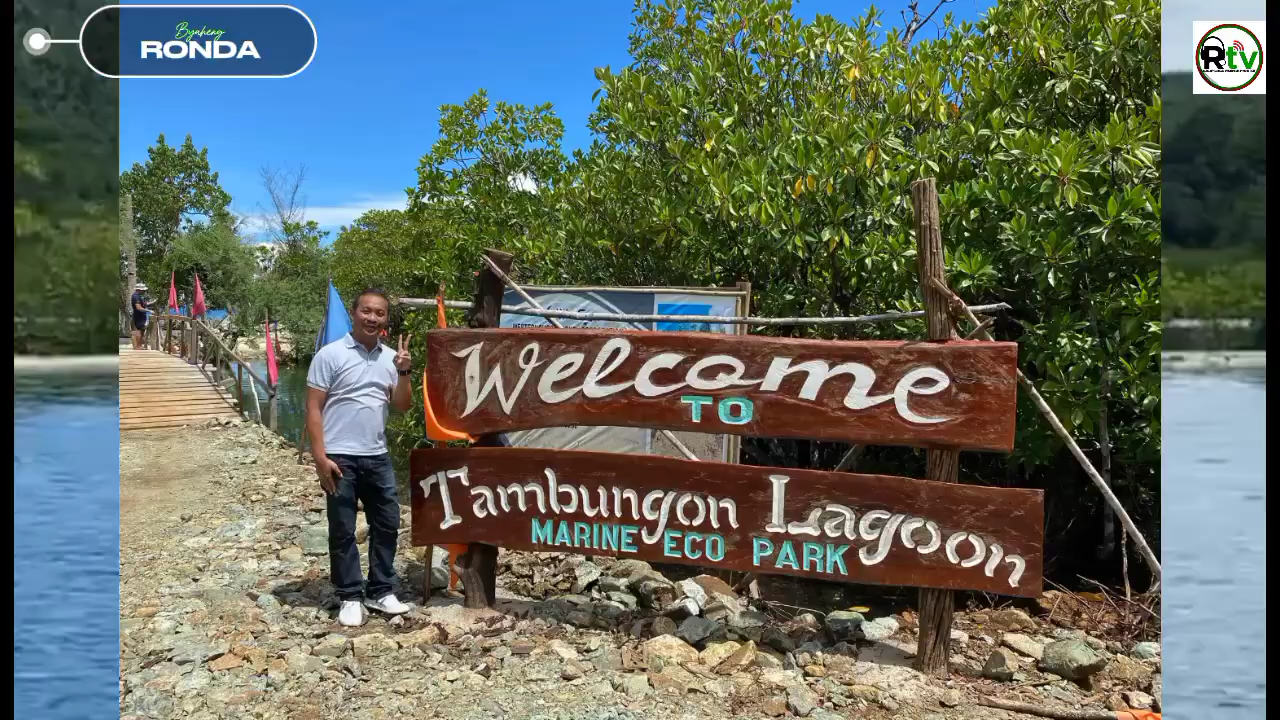 Byaheng
RONDA
Rtv
Welcome
TO
Tambungon Lagoon
MARINE ECO PARK